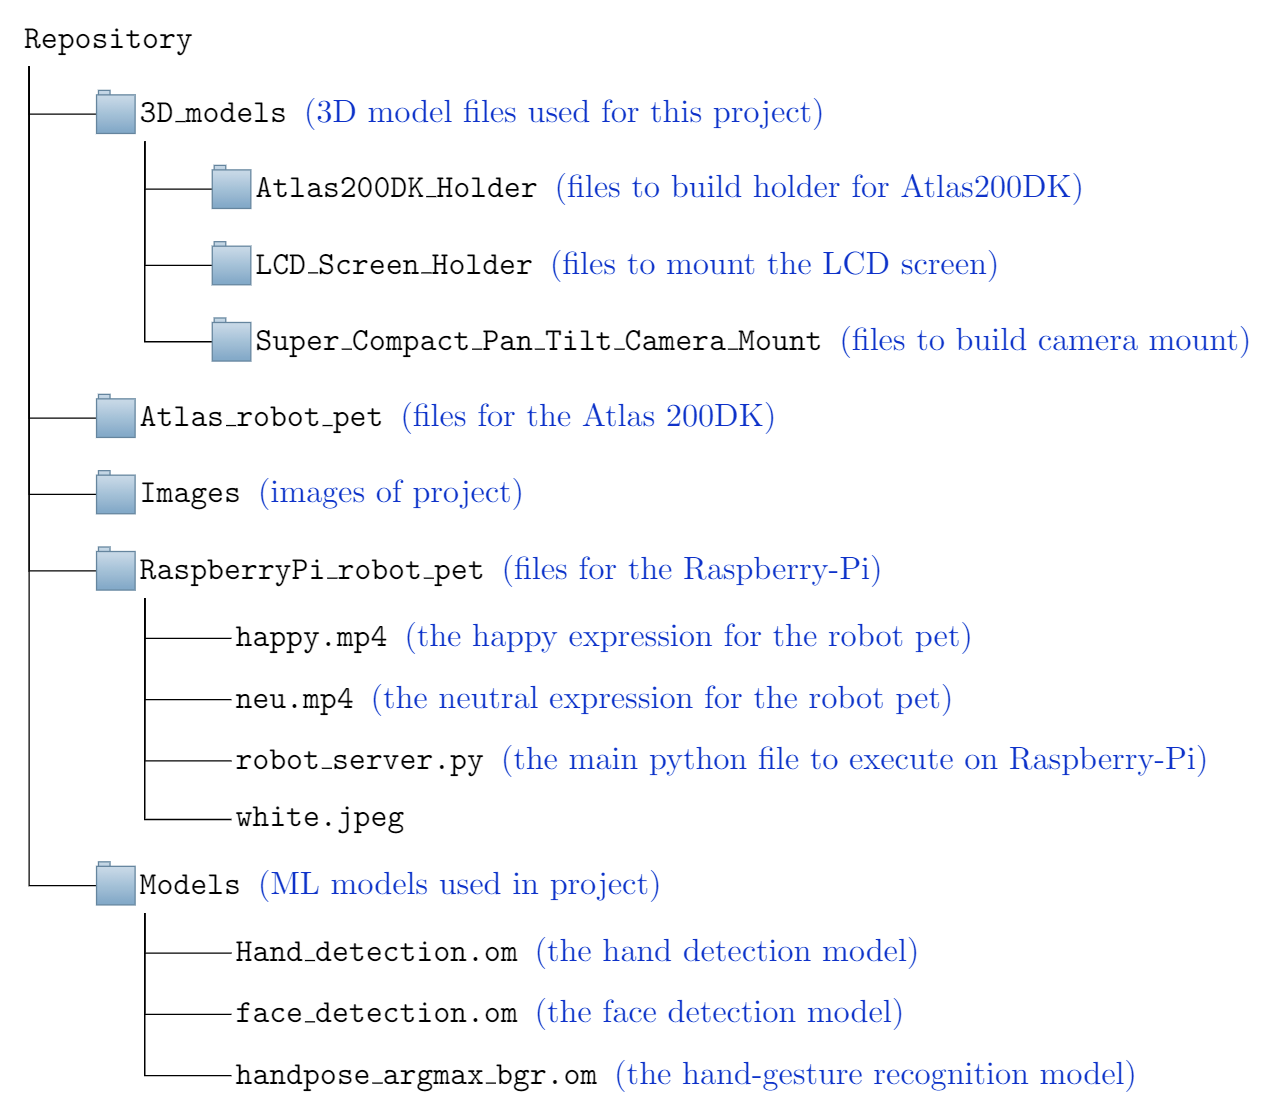 Repository
3D_models (3D model files used for this project)
Atlas200DK_Holder (files to build holder for Atlas200DK)
LCD_Screen_Holder (files to mount the LCD screen)
Super_Compact_Pan_Tilt_Camera_Mount (files to build camera mount)
Atlas_robot_pet (files for the Atlas 200DK)
Images (images of project)
RaspberryPi_robot_pet (files for the Raspberry-Pi)
happy.mp4 (the happy expression for the robot pet)
neu.mp4 (the neutral expression for the robot pet)
robot_server.py (the main python file to execute on Raspberry-Pi)
white.jpeg
Models (ML models used in project)
Hand_detection.om (the hand detection model)
face_detection.om (the face detection model)
handpose_argmax_bgr.om (the hand-gesture recognition model)